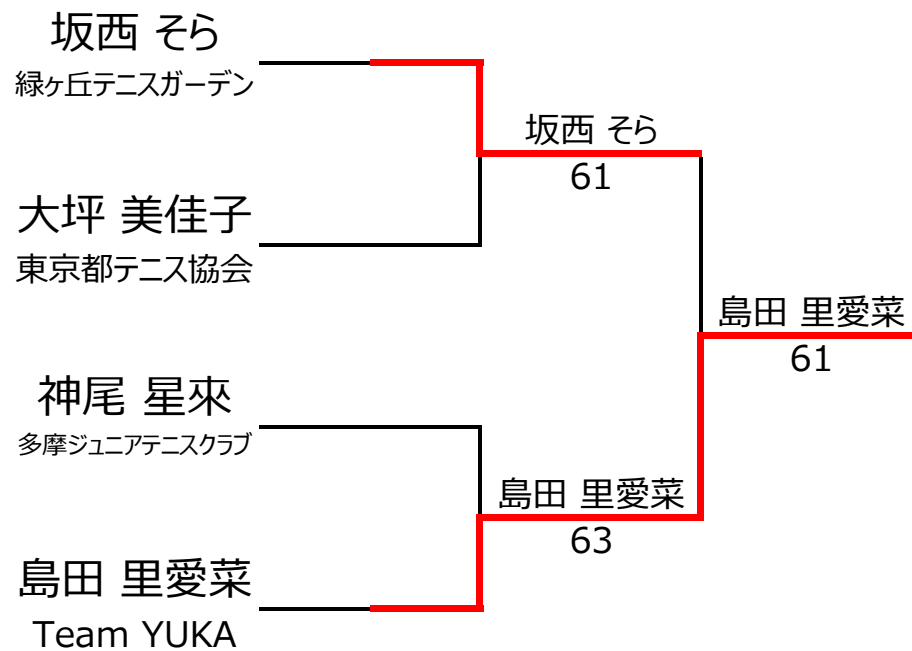 坂西 そら
緑ヶ丘テニスガーデン
坂西 そら
61
大坪 美佳子
東京都テニス協会
島田 里愛菜
61
神尾 星來
多摩ジュニアテニスクラブ
島田 里愛菜
63
島田 里愛菜
Team YUKA